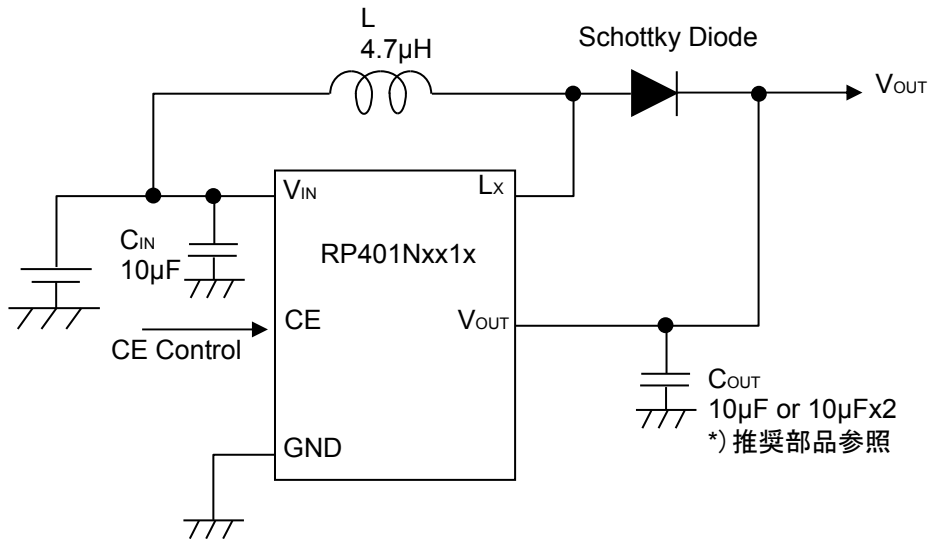 L
4.7µH
Schottky Diode
VOUT
VIN
LX
CIN
10µF
RP401Nxx1x
CE
VOUT
CE Control
COUT
10µF or 10µFx2
*）推奨部品参照
GND